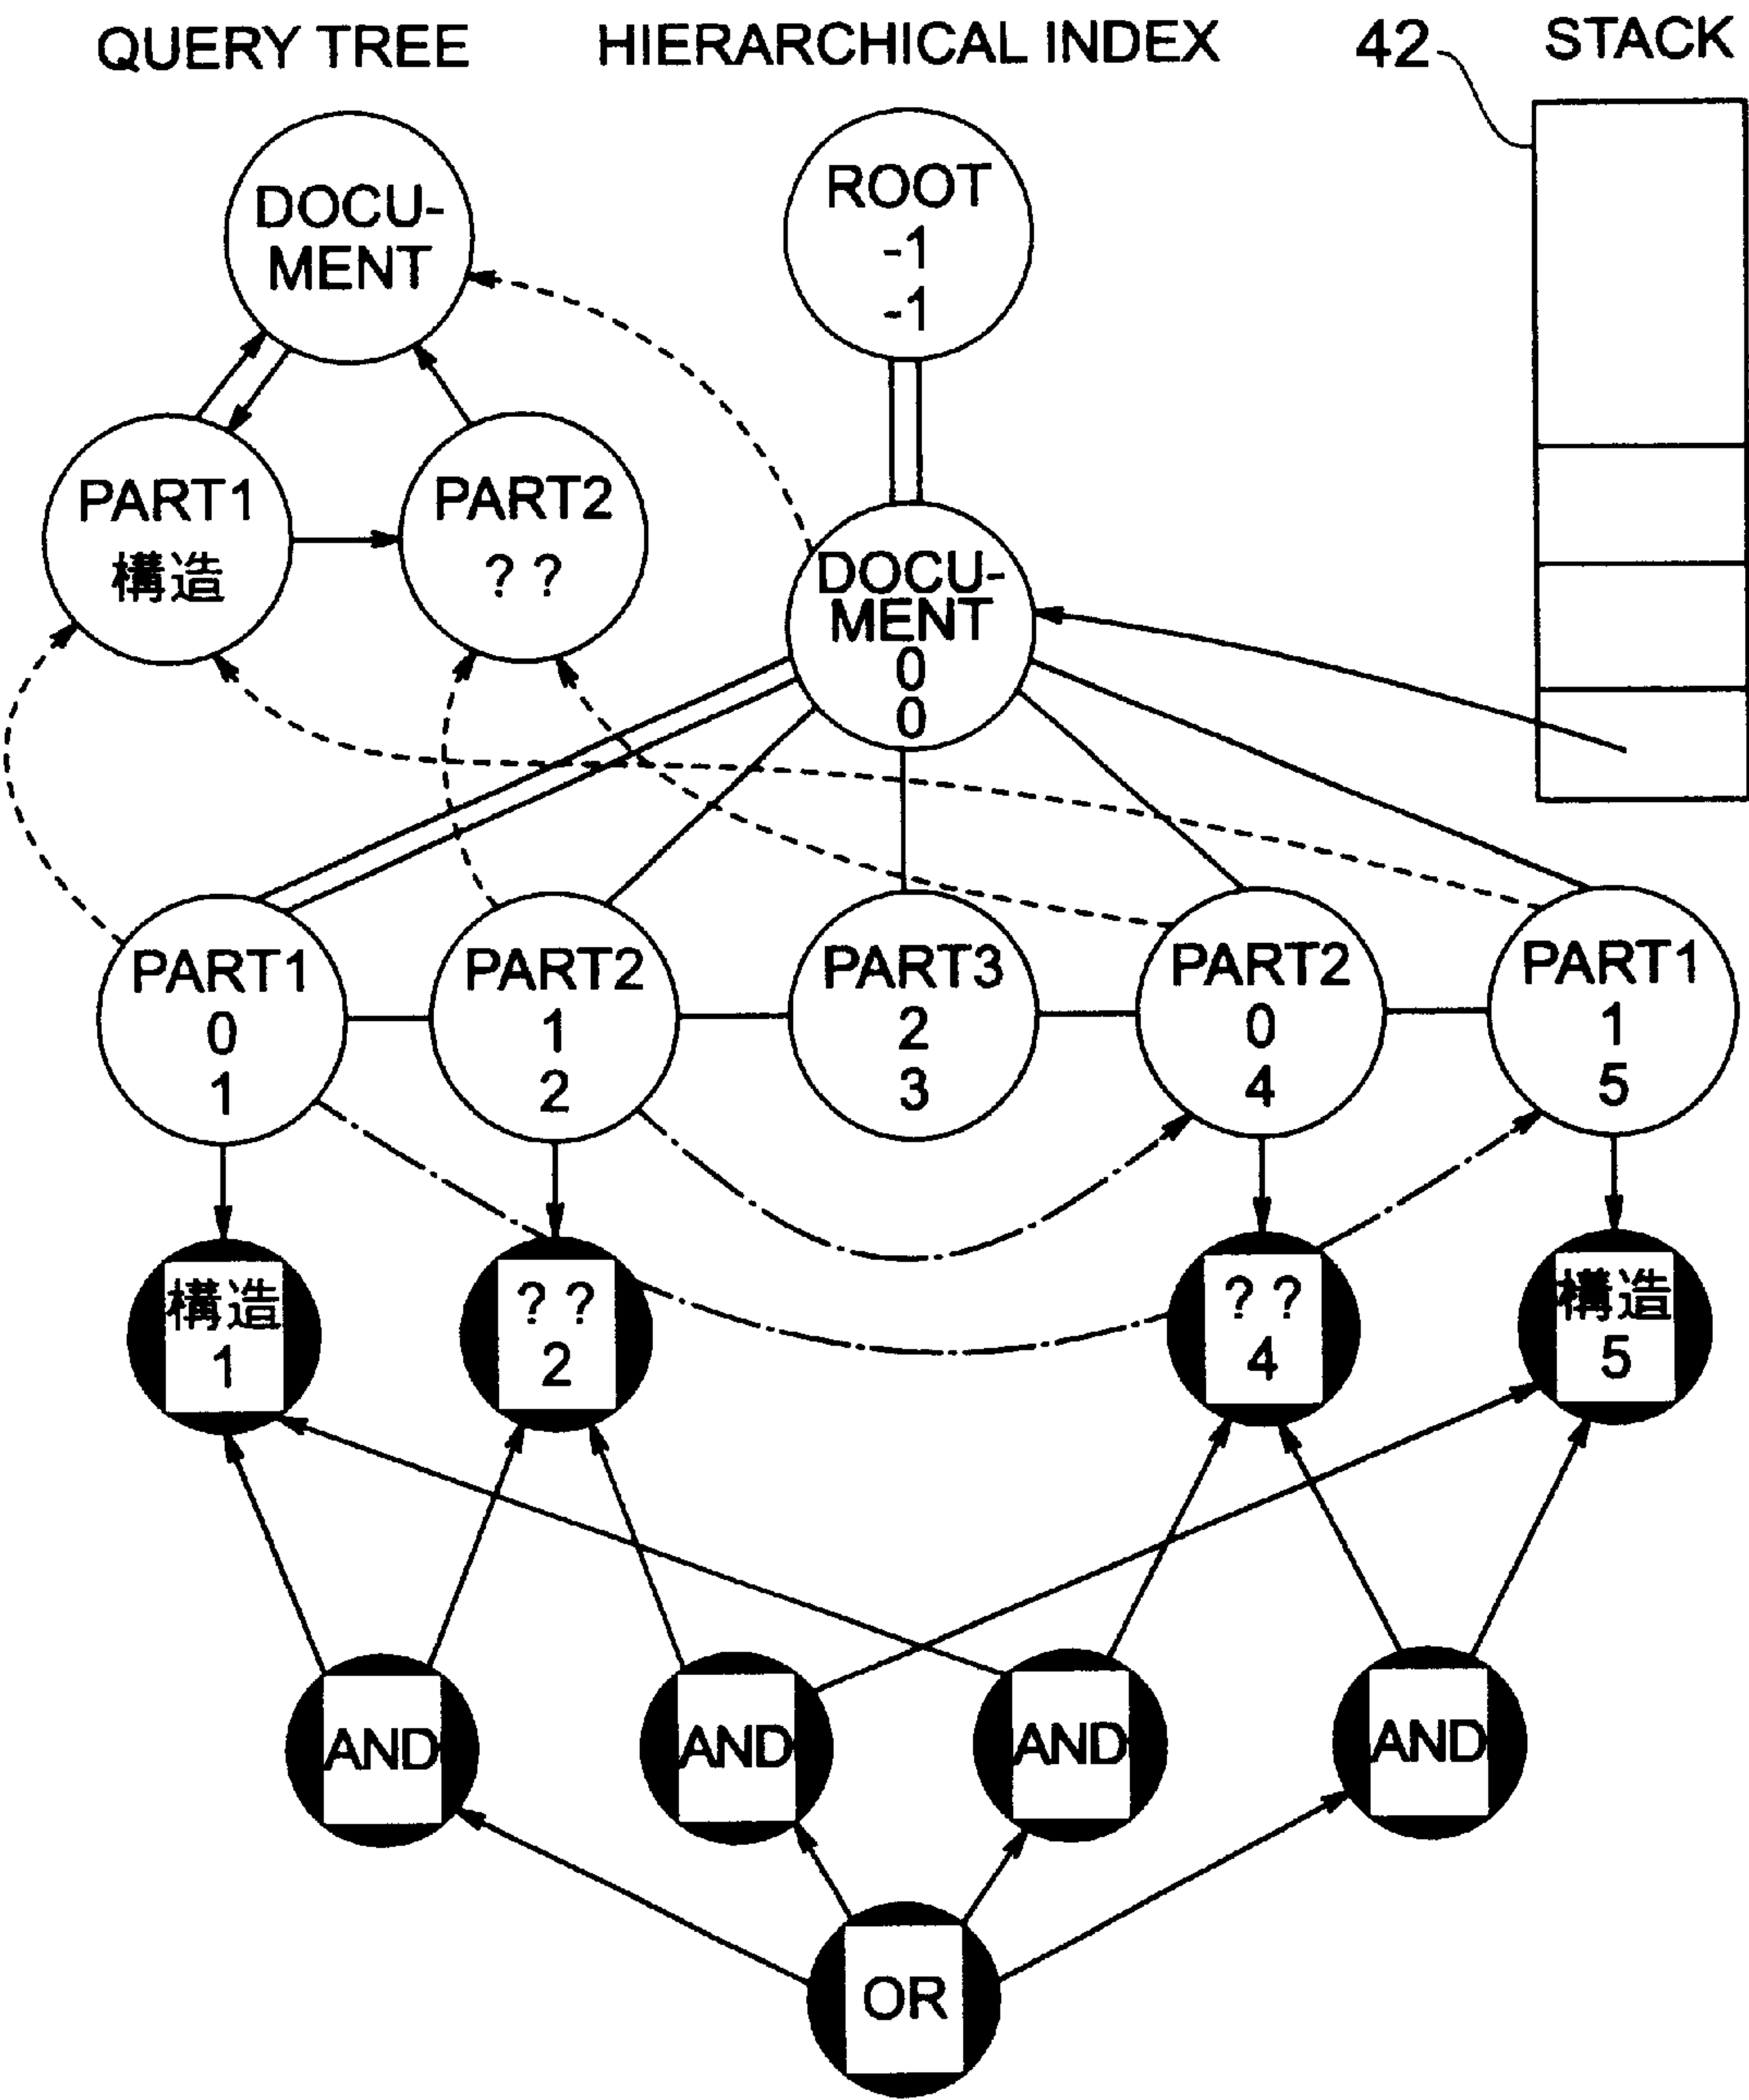 QUERY TREE
HIERARCHICAL INDEX
42
STACK
DOCU-
MENT
ROOT
-1
-1
PART1
構造
PART2
? ?
DOCU-
MENT
0
0
PART1
0
1
PART2
1
2
PART3
2
3
PART2
0
4
PART1
1
5
構造
1
? ?
2
? ?
4
構造
5
AND
AND
AND
AND
OR